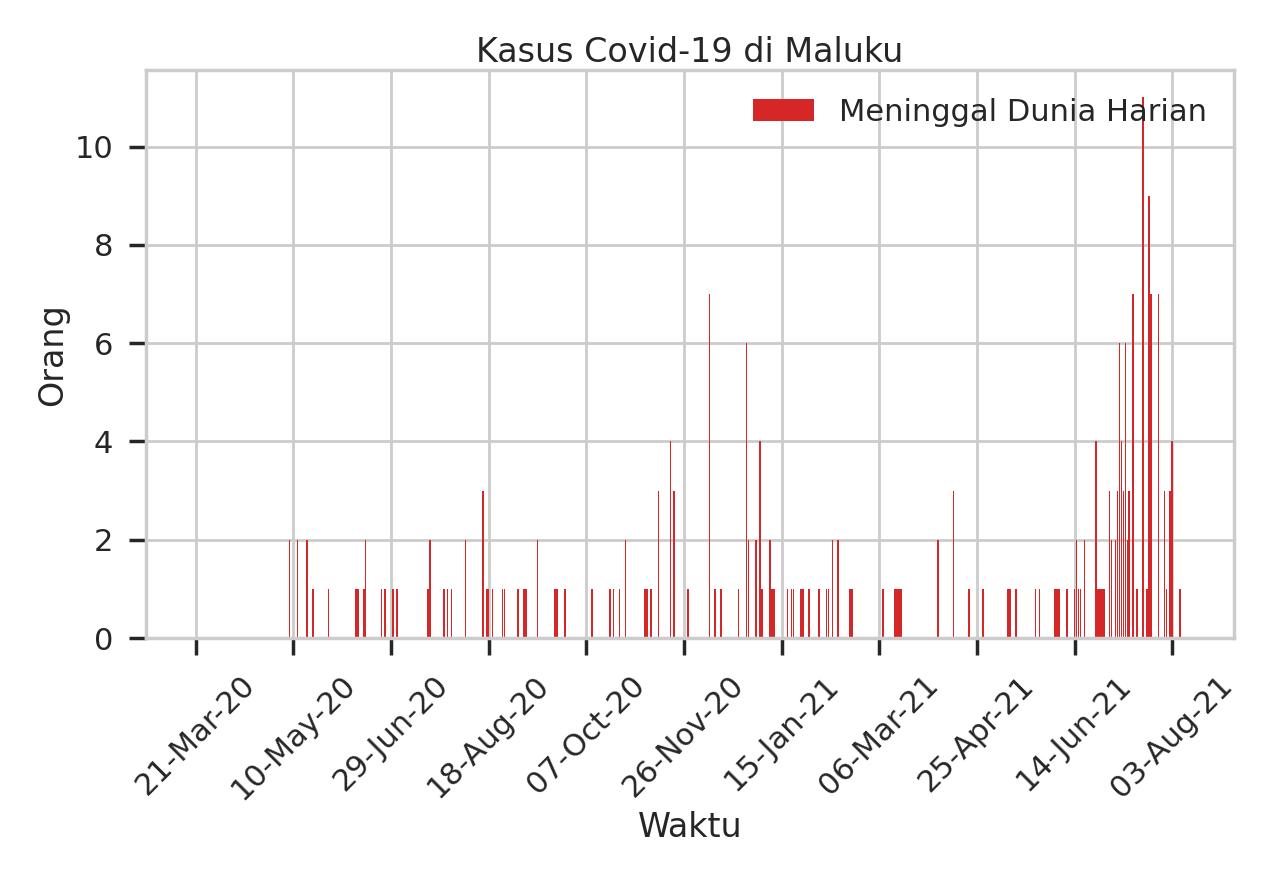 Kasus Covid-19 di Maluku
Meninggal Dunia Harian
10
8
6
4
2
0
Orang
21-Mar-20
10-May-20
29-Jun-20
18-Aug-20
07-Oct-20
26-Nov-20
15-Jan-21
06-Mar-21
25-Apr-21
14-Jun-21
03-Aug-21
Waktu